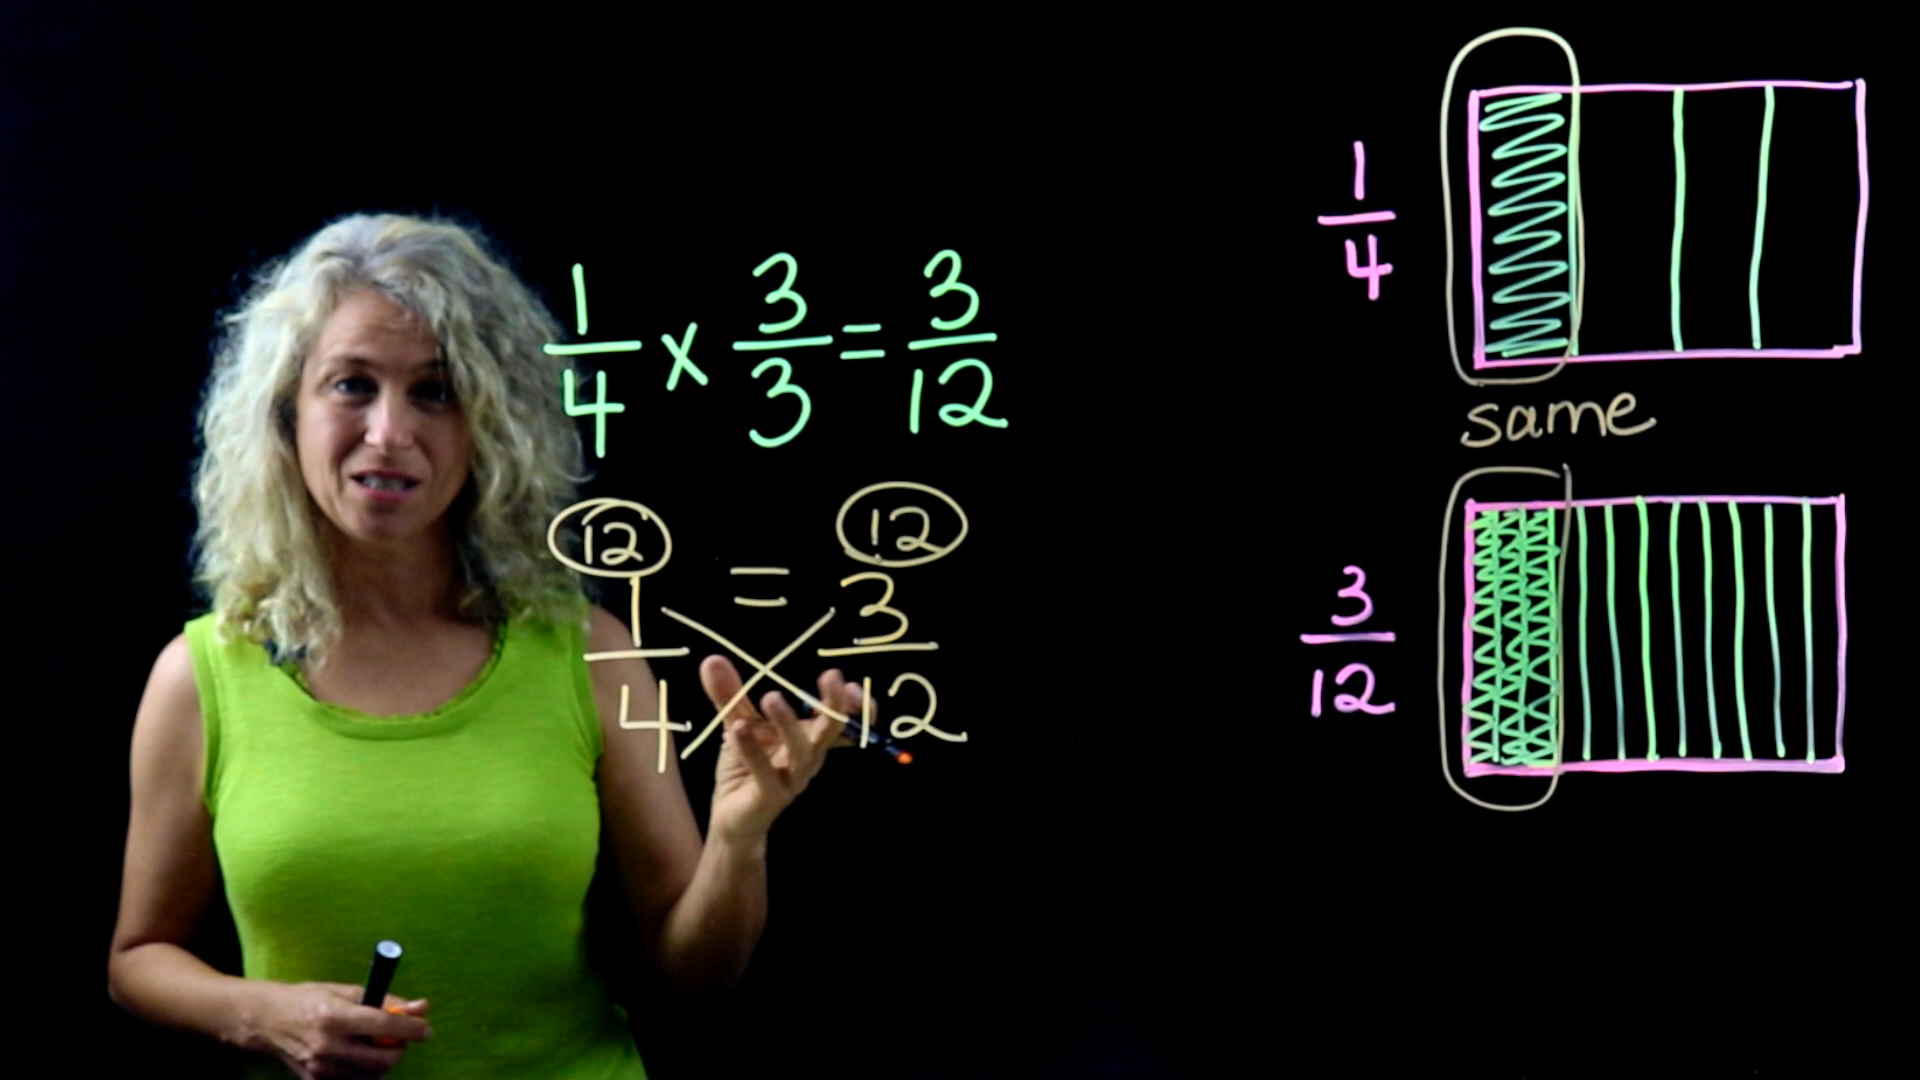 1/4 x 3/3 = 3/12
12 12
1/4 = 3/12
1/4
same
3/12